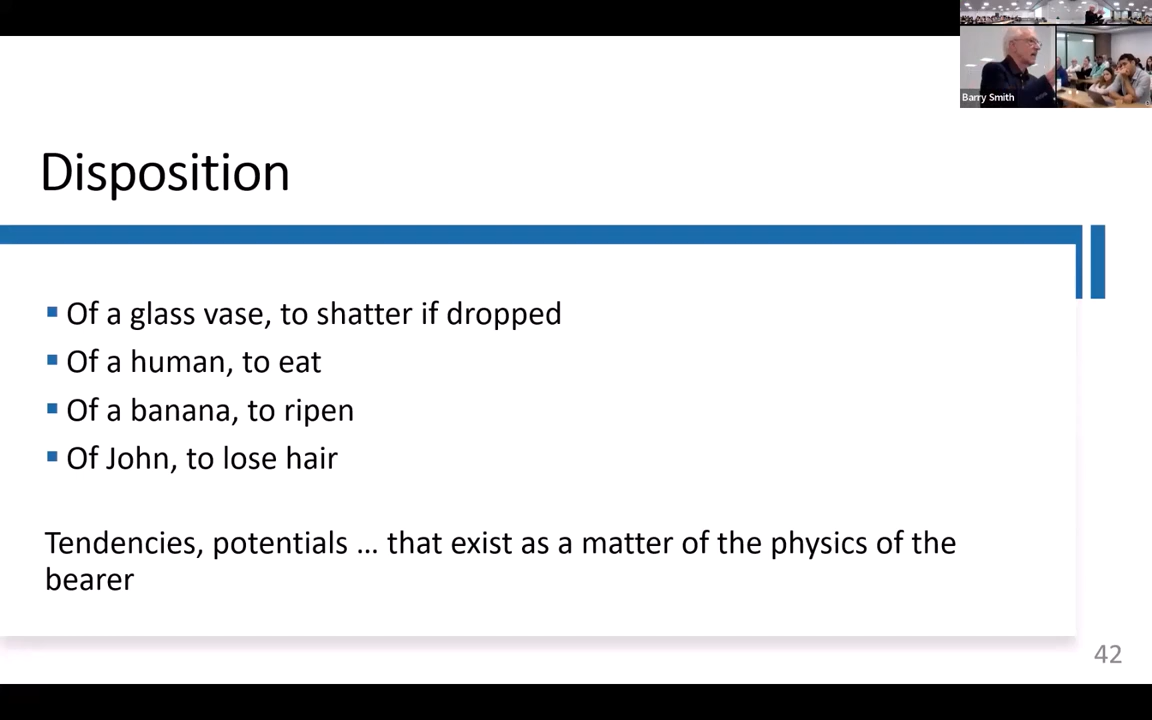 Barry Smith
Disposition
Of a glass vase, to shatter if dropped
Of a human, to eat
Of a banana, to ripen
Of John, to lose hair
Tendencies, potentials ... that exist as a matter of the physics of the
bearer
42